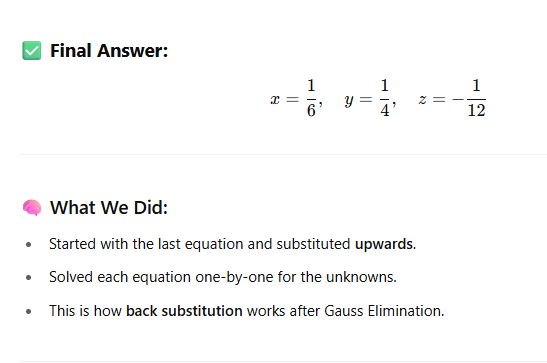 ✅ Final Answer:
x = 1/6, y = 1/4, z = −1/12
🧠 What We Did:
• Started with the last equation and substituted upwards.
• Solved each equation one-by-one for the unknowns.
• This is how back substitution works after Gauss Elimination.